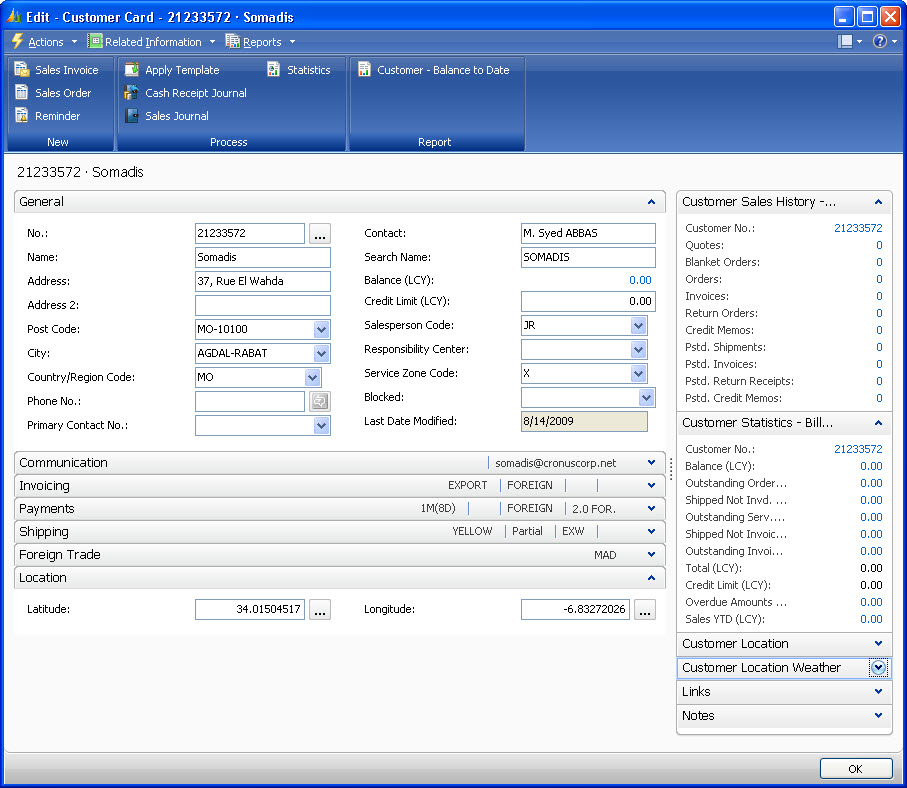 Edit - Customer Card - 21233572 · Somadis
Actions Related Information Reports
Sales Invoice
Sales Order
Reminder
New
Apply Template
Cash Receipt Journal
Sales Journal
Statistics
Process
Customer - Balance to Date
Report
21233572 · Somadis
General
No.: 21233572 ...
Name: Somadis
Address: 37, Rue El Wahda
Address 2:
Post Code: MO-10100
City: AGDAL-RABAT
Country/Region Code: MO
Phone No.:
Primary Contact No.:
Contact: M. Syed ABBAS
Search Name: SOMADIS
Balance (LCY): 0.00
Credit Limit (LCY): 0.00
Salesperson Code: JR
Responsibility Center:
Service Zone Code: X
Blocked:
Last Date Modified: 8/14/2009
Communication somadis@cronuscorp.net
Invoicing EXPORT FOREIGN
Payments 1M(8D) FOREIGN 2.0 FOR.
Shipping YELLOW Partial EXW
Foreign Trade MAD
Location
Latitude: 34.01504517 ... Longitude: -6.83272026 ...
Customer Sales History -...
Customer No.: 21233572
Quotes: 0
Blanket Orders: 0
Orders: 0
Invoices: 0
Return Orders: 0
Credit Memos: 0
Pstd. Shipments: 0
Pstd. Invoices: 0
Pstd. Return Receipts: 0
Pstd. Credit Memos: 0
Customer Statistics - Bill...
Customer No.: 21233572
Balance (LCY): 0.00
Outstanding Order... 0.00
Shipped Not Invd. ... 0.00
Outstanding Serv.... 0.00
Shipped Not Invoic... 0.00
Outstanding Invoi... 0.00
Total (LCY): 0.00
Credit Limit (LCY): 0.00
Overdue Amounts ... 0.00
Sales YTD (LCY): 0.00
Customer Location
Customer Location Weather
Links
Notes
OK